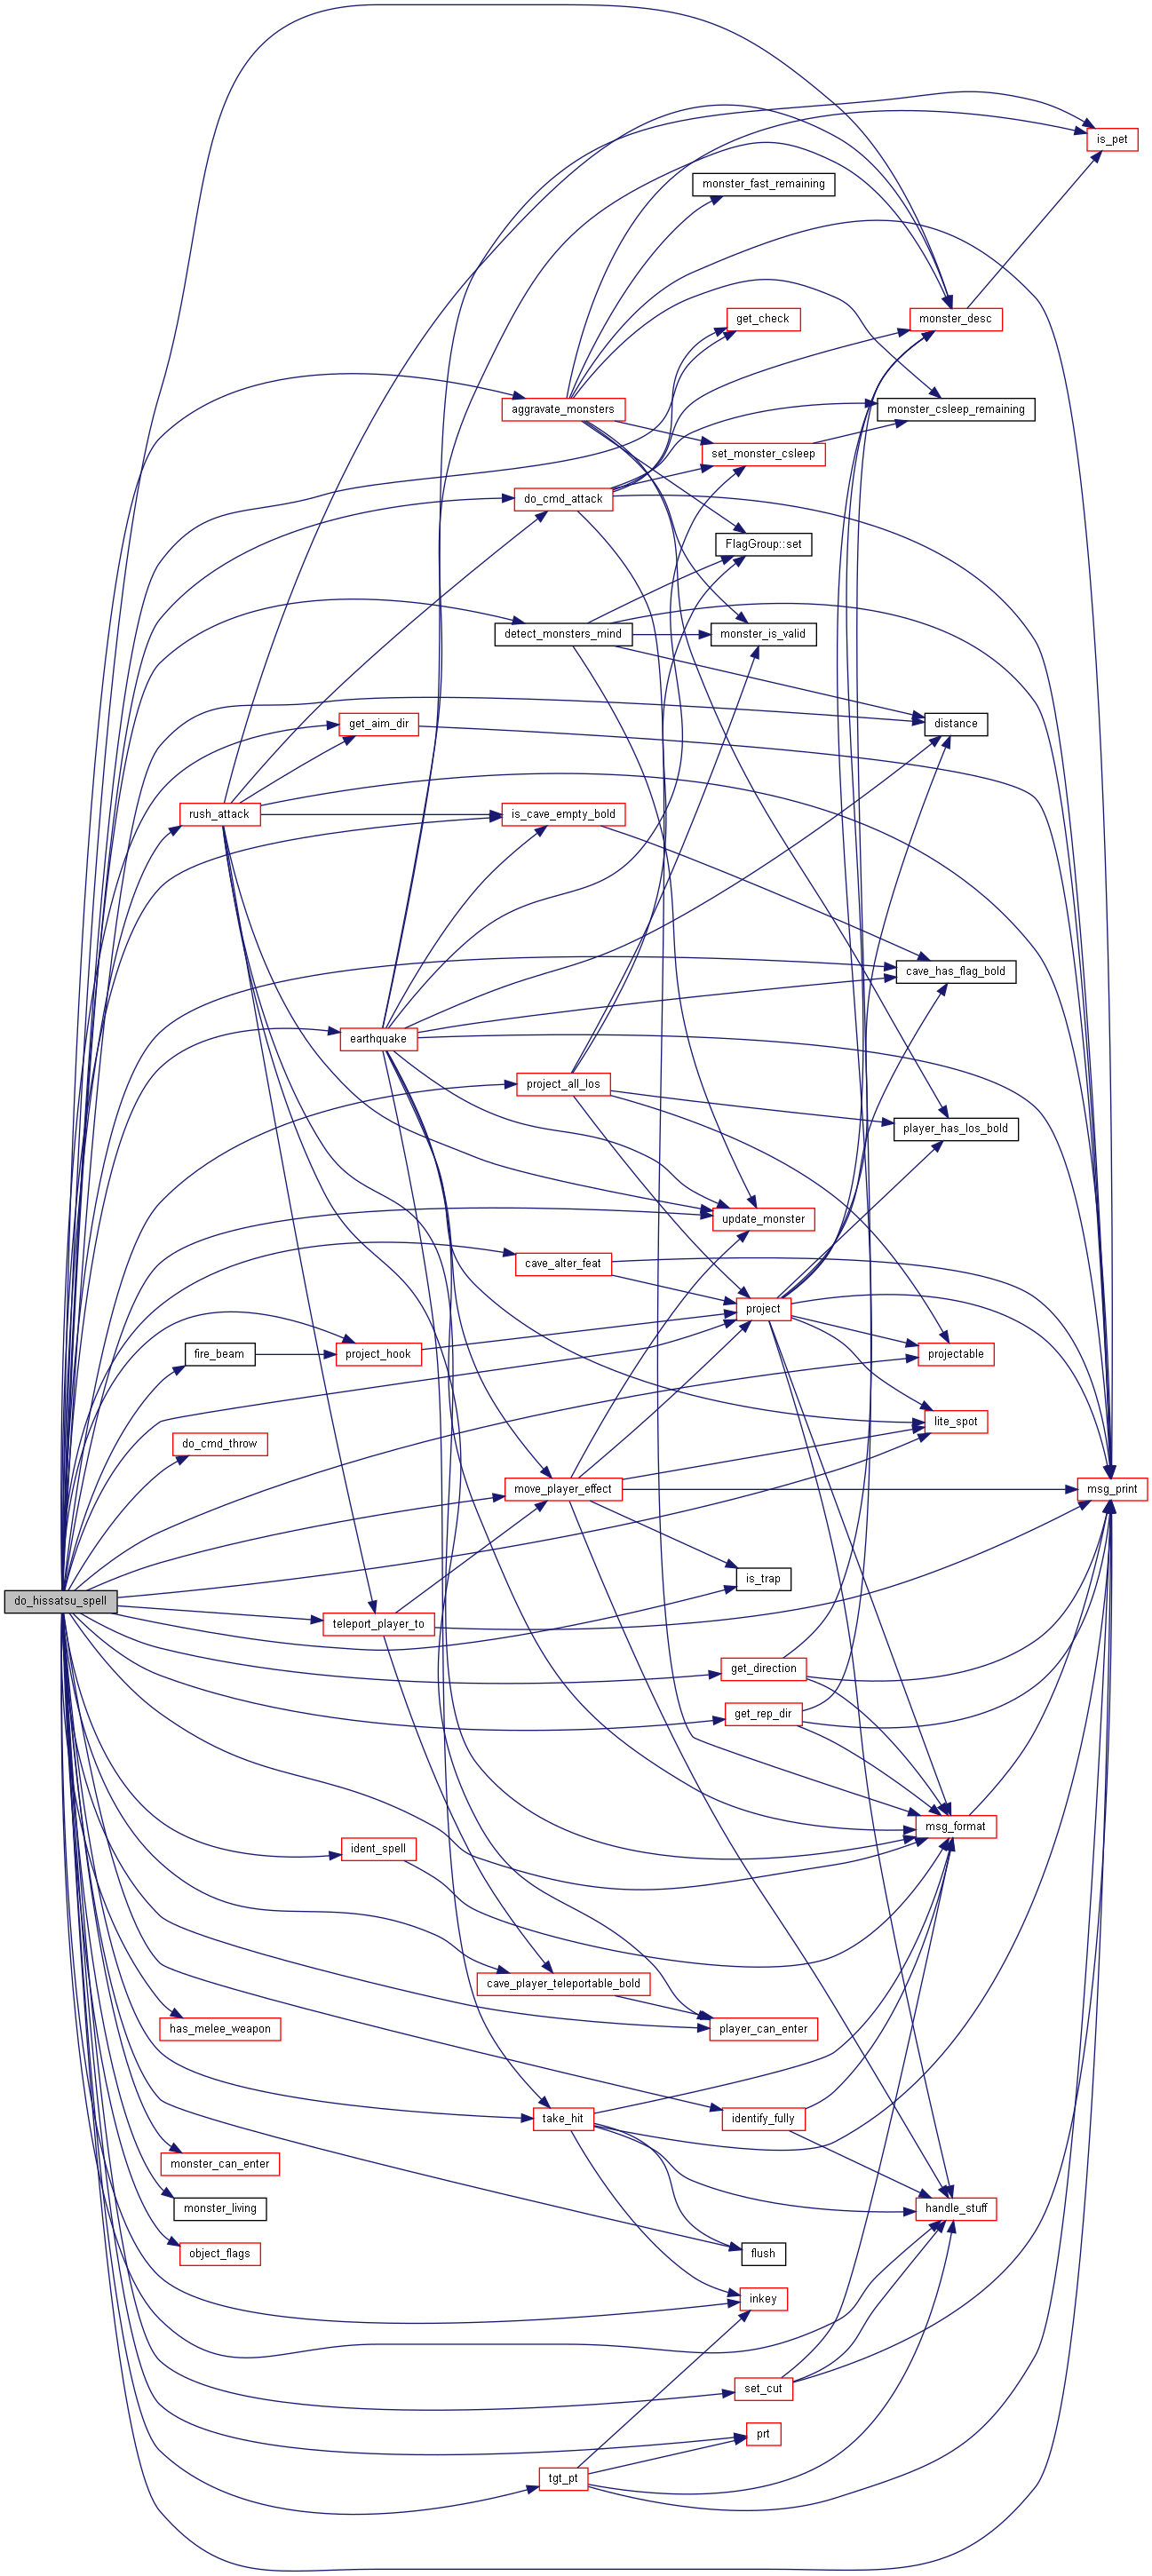 is_pet
monster_fast_remaining
get_check
monster_desc
aggravate_monsters
monster_csleep_remaining
set_monster_csleep
do_cmd_attack
FlagGroup::set
detect_monsters_mind
monster_is_valid
get_aim_dir
distance
rush_attack
is_cave_empty_bold
cave_has_flag_bold
earthquake
project_all_los
player_has_los_bold
update_monster
cave_alter_feat
project
fire_beam
project_hook
projectable
lite_spot
do_cmd_throw
move_player_effect
msg_print
is_trap
do_hissatsu_spell
teleport_player_to
get_direction
get_rep_dir
msg_format
ident_spell
cave_player_teleportable_bold
has_melee_weapon
player_can_enter
take_hit
identify_fully
monster_can_enter
monster_living
handle_stuff
object_flags
flush
inkey
set_cut
prt
tgt_pt